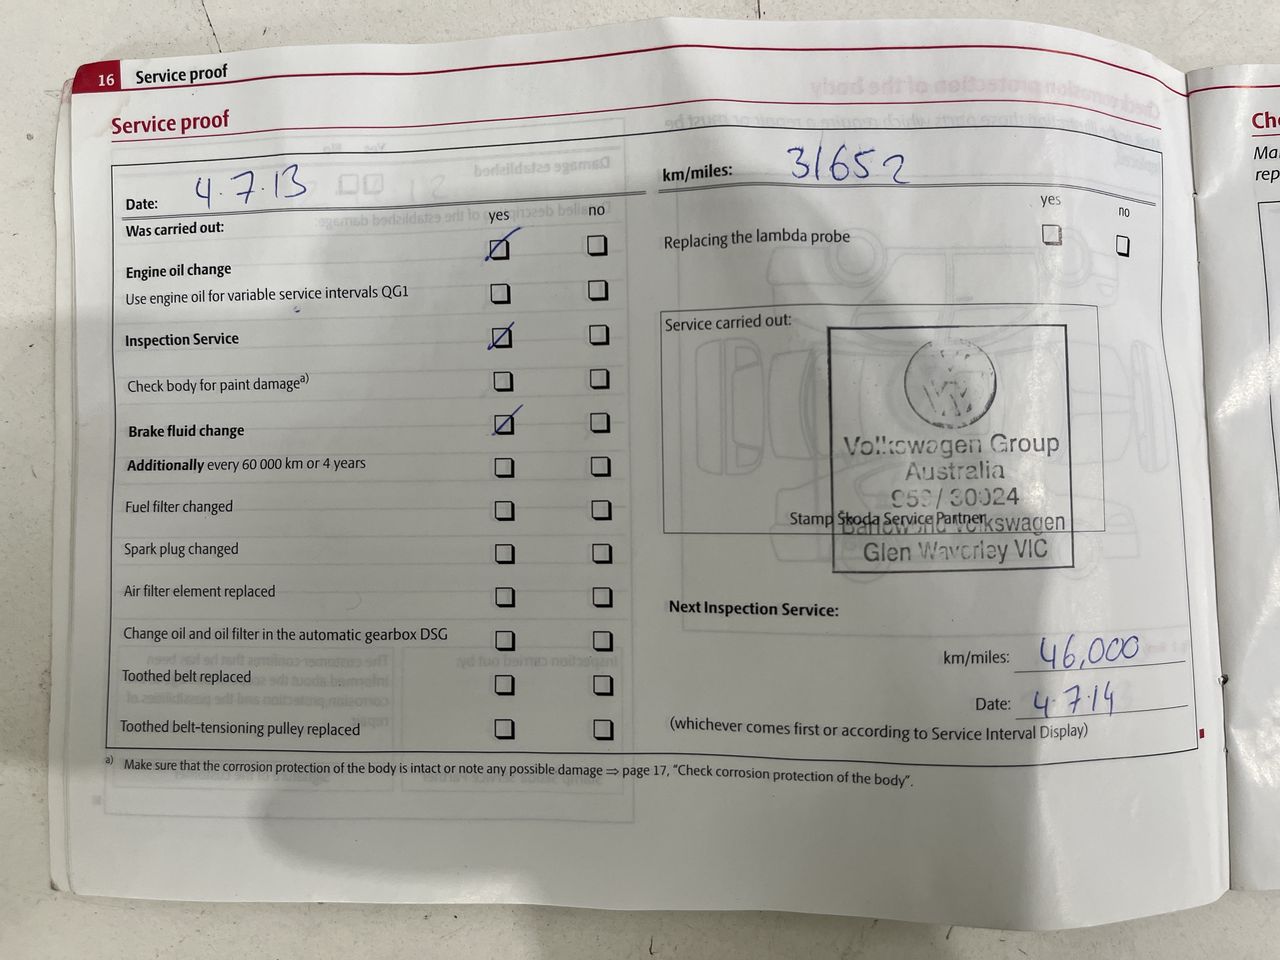 16 Service proof
Service proof
Date: 4.7.13
km/miles: 31652
Was carried out:
yes no
Engine oil change
Use engine oil for variable service intervals QG1
Inspection Service
Check body for paint damage a)
Brake fluid change
Additionally every 60 000 km or 4 years
Fuel filter changed
Spark plug changed
Air filter element replaced
Change oil and oil filter in the automatic gearbox DSG
Toothed belt replaced
Toothed belt-tensioning pulley replaced
yes no
Replacing the lambda probe
Service carried out:
Volkswagen Group
Australia
/30024
Stamp Škoda Service Partner
Volkswagen
Glen Waverley VIC
Next Inspection Service:
km/miles: 46,000
Date: 4.7.14
(whichever comes first or according to Service Interval Display)
a) Make sure that the corrosion protection of the body is intact or note any possible damage ⇒ page 17, "Check corrosion protection of the body".